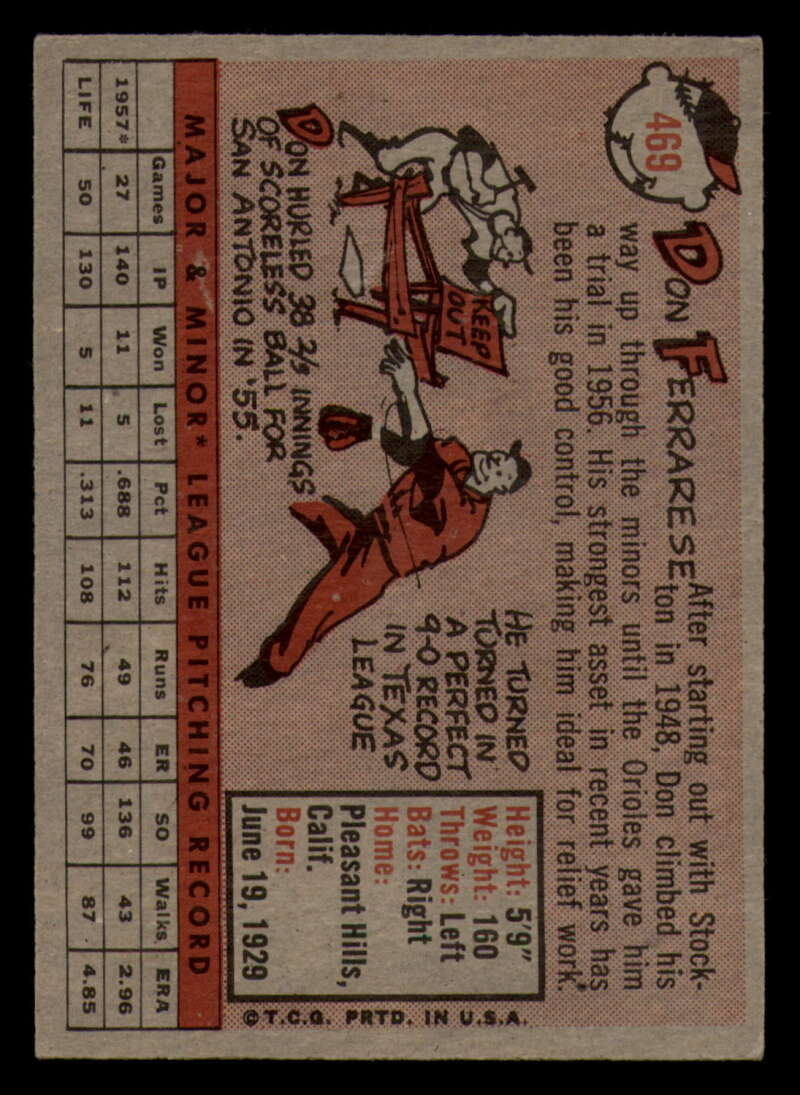 469
DON FERRARESE
After starting out with Stock-
ton in 1948, Don climbed his
way up through the minors until the Orioles gave him
a trial in 1956. His strongest asset in recent years has
been his good control, making him ideal for relief work.
KEEP
OUT
DON HURLED 38 2/3 INNINGS
OF SCORELESS BALL FOR
SAN ANTONIO IN '55.
HE TURNED
TURNED IN
A PERFECT
9-0 RECORD
IN TEXAS
LEAGUE
Height: 5'9"
Weight: 160
Throws: Left
Bats: Right
Home:
Pleasant Hills,
Calif.
Born:
June 19, 1929
©T.C.G. PRTD. IN U.S.A.
MAJOR & MINOR* LEAGUE PITCHING RECORD
Games IP Won Lost Pct Hits Runs ER SO Walks ERA
1957* 27 140 11 5 .688 112 49 46 136 43 2.96
LIFE 50 130 5 11 .313 108 76 70 99 87 4.85